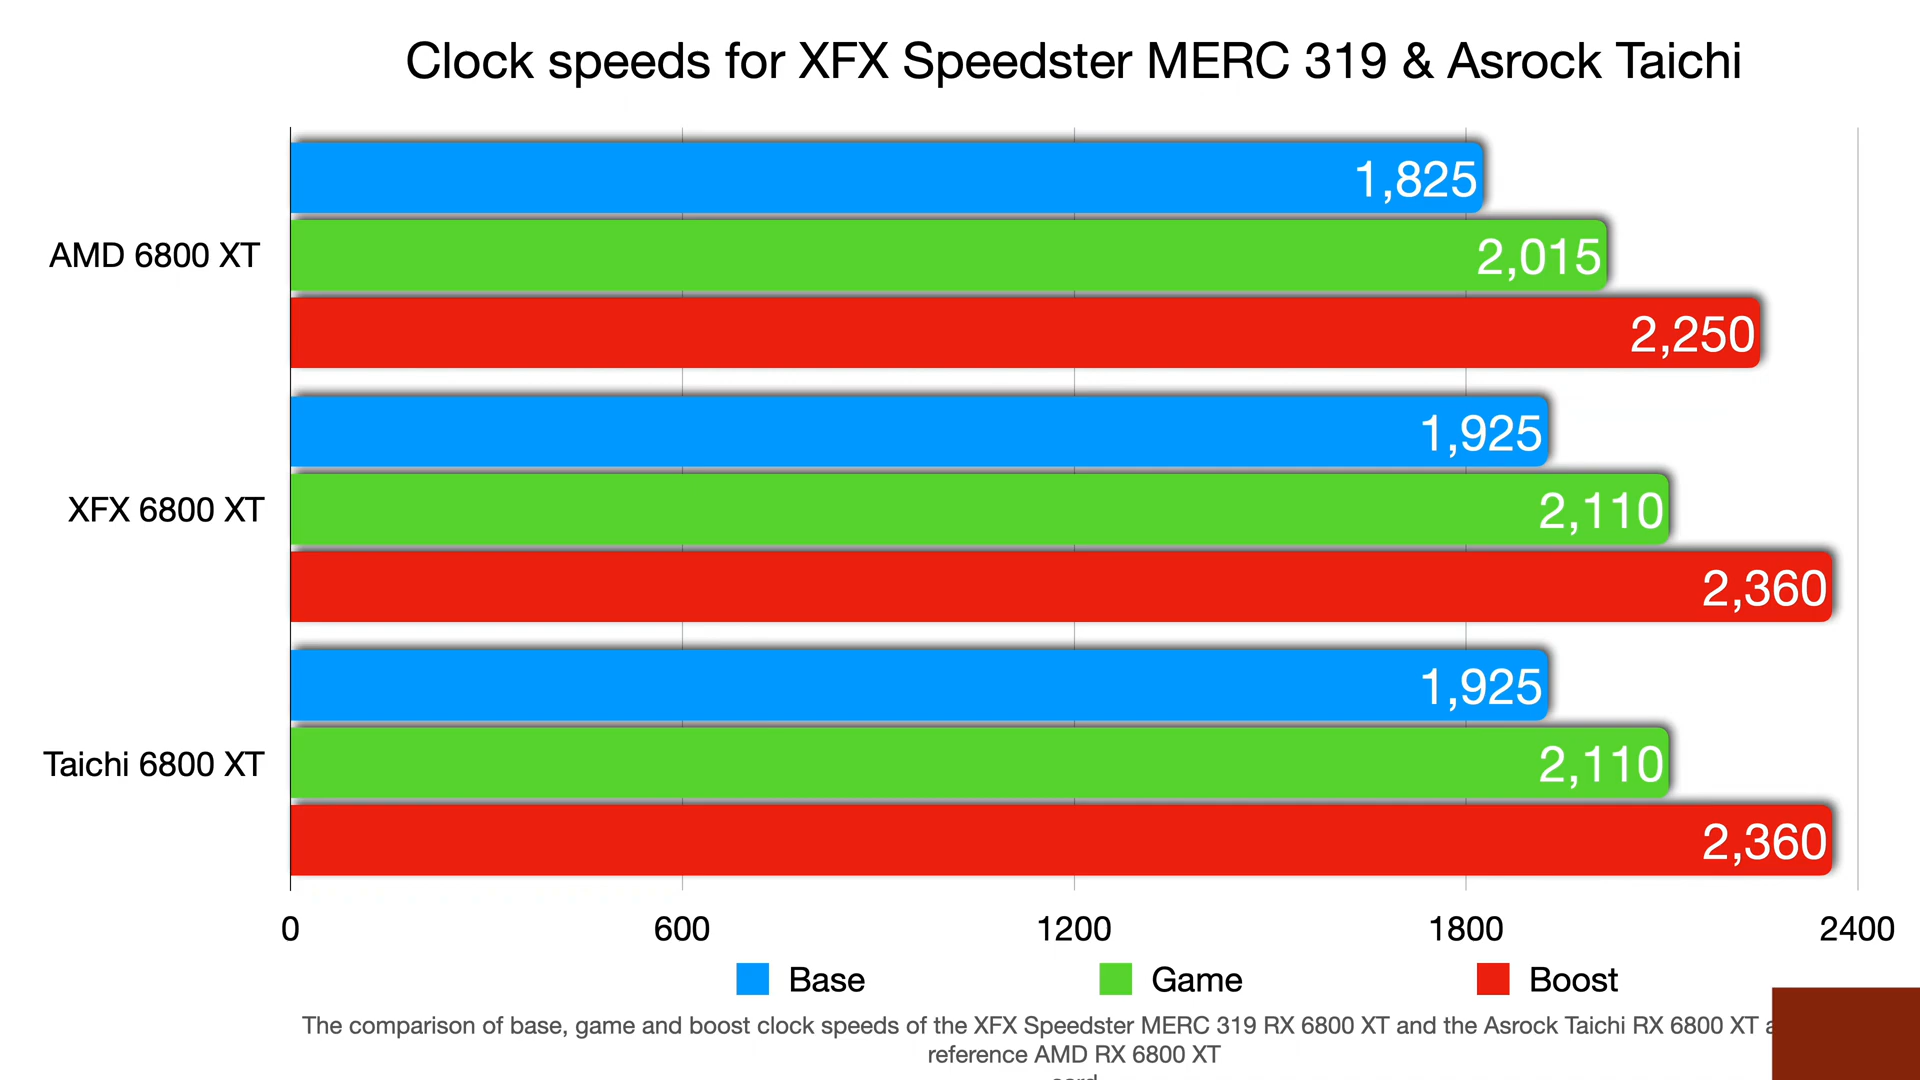 Clock speeds for XFX Speedster MERC 319 & Asrock Taichi
AMD 6800 XT
1,825
2,015
2,250
XFX 6800 XT
1,925
2,110
2,360
Taichi 6800 XT
1,925
2,110
2,360
0 600 1200 1800 2400
Base Game Boost
The comparison of base, game and boost clock speeds of the XFX Speedster MERC 319 RX 6800 XT and the Asrock Taichi RX 6800 XT
reference AMD RX 6800 XT